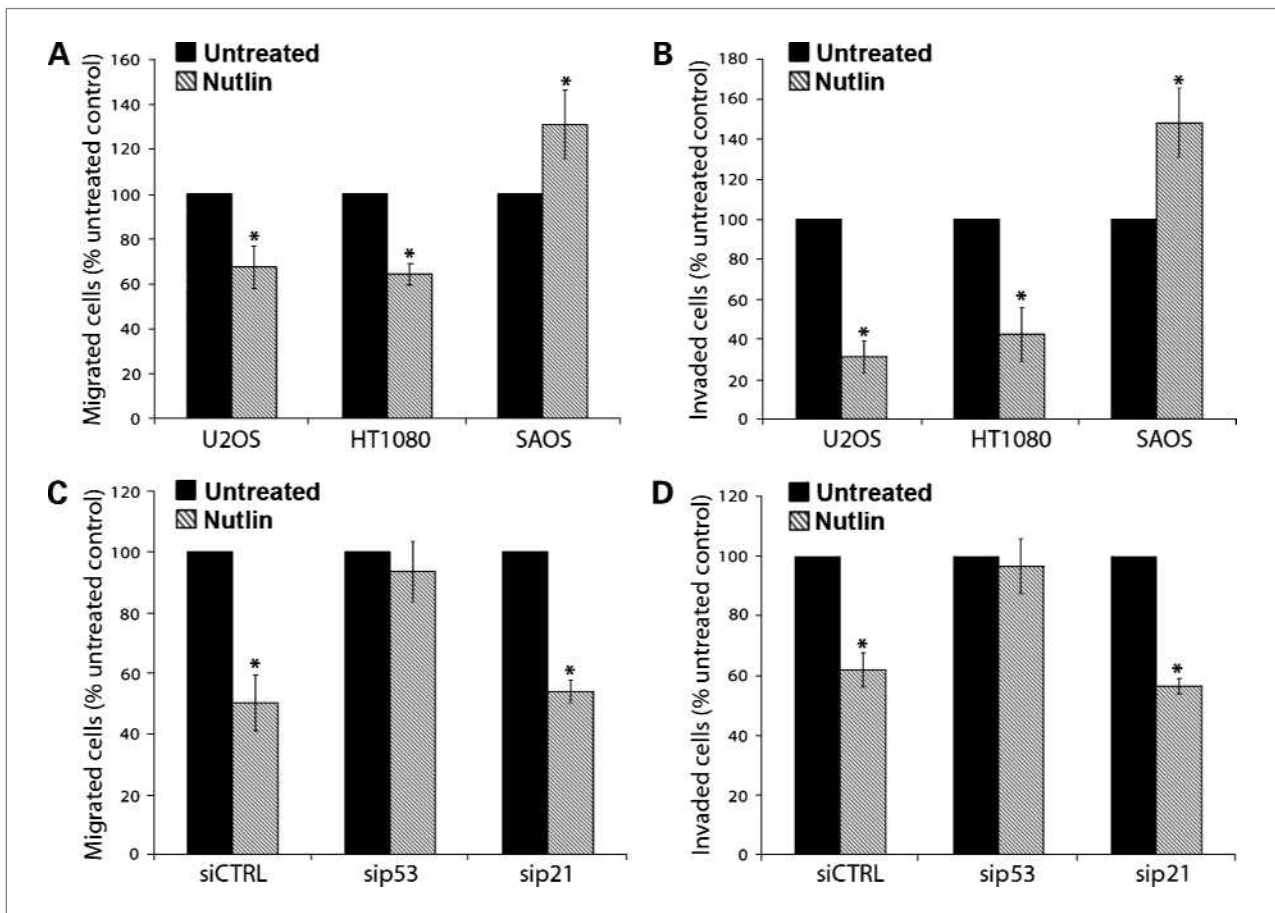 A
Untreated
Nutlin
Migrated cells (% untreated control)
160
140
120
100
80
60
40
20
0
*
*
*
U2OS HT1080 SAOS
B
Untreated
Nutlin
Invaded cells (% untreated control)
180
160
140
120
100
80
60
40
20
0
*
*
*
U2OS HT1080 SAOS
C
Untreated
Nutlin
Migrated cells (% untreated control)
120
100
80
60
40
20
0
*
*
siCTRL sip53 sip21
D
Untreated
Nutlin
Invaded cells (% untreated control)
120
100
80
60
40
20
0
*
*
siCTRL sip53 sip21